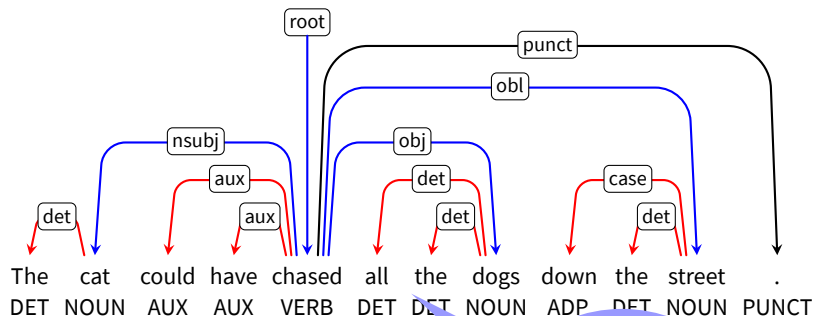 root
punct
obl
nsubj obj
aux det case
det aux det det
The cat could have chased all the dogs down the street .
DET NOUN AUX AUX VERB DET DET NOUN ADP DET NOUN PUNCT